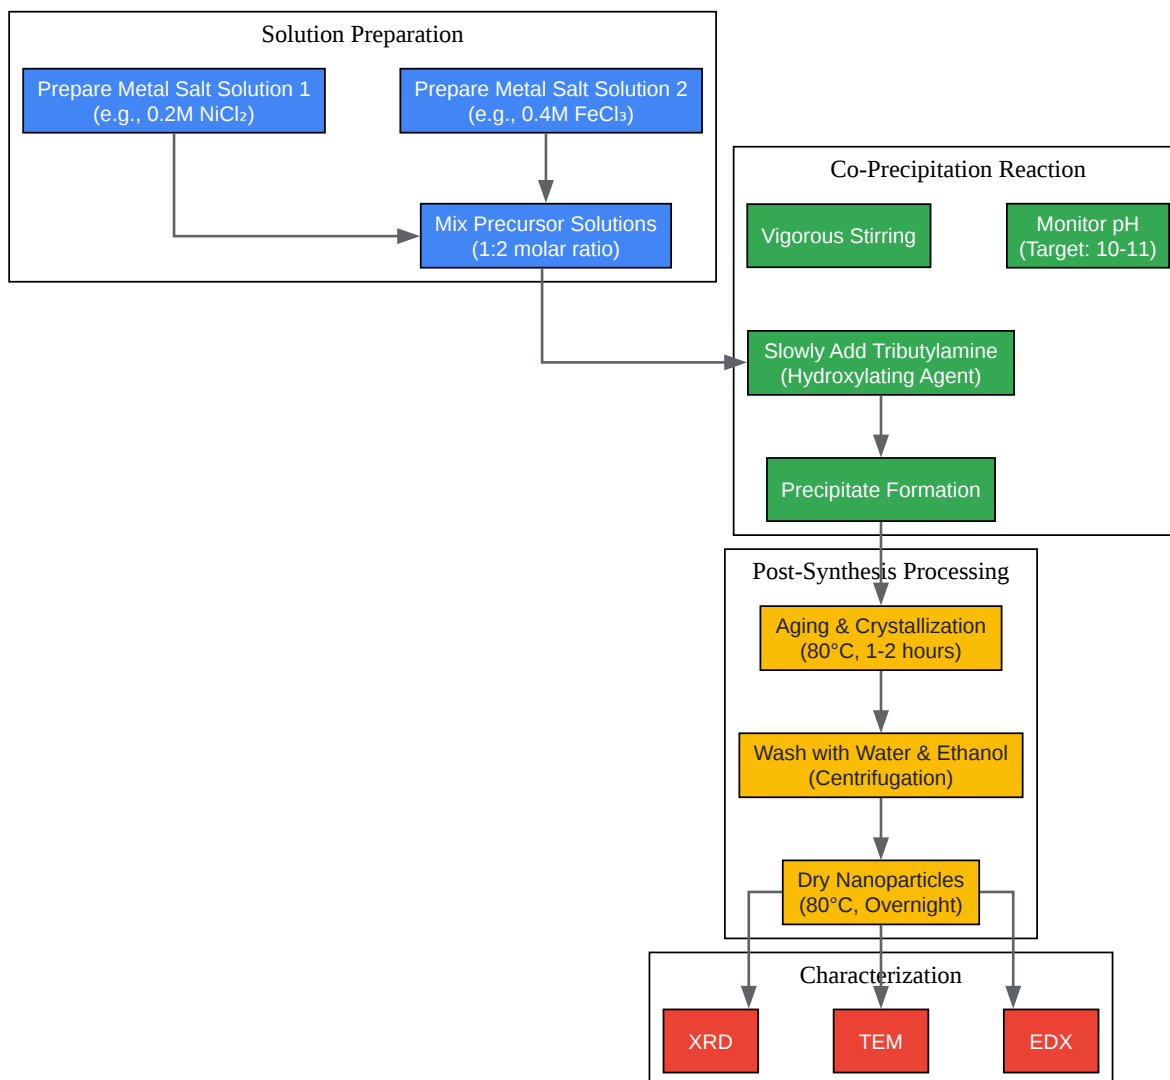 Solution Preparation
Prepare Metal Salt Solution 1
(e.g., 0.2M NiCl₂)
Prepare Metal Salt Solution 2
(e.g., 0.4M FeCl₃)
Mix Precursor Solutions
(1:2 molar ratio)
Co-Precipitation Reaction
Vigorous Stirring
Monitor pH
(Target: 10-11)
Slowly Add Tributylamine
(Hydroxylating Agent)
Precipitate Formation
Post-Synthesis Processing
Aging & Crystallization
(80°C, 1-2 hours)
Wash with Water & Ethanol
(Centrifugation)
Dry Nanoparticles
(80°C, Overnight)
Characterization
XRD
TEM
EDX